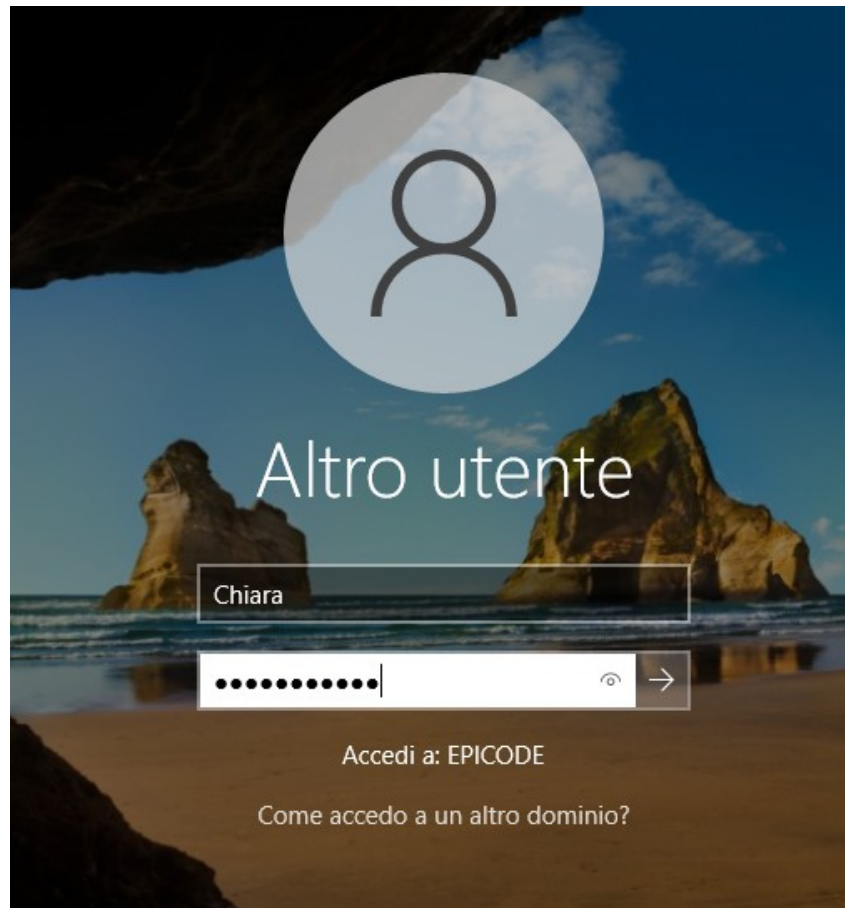 Altro utente
Chiara
●●●●●●●●●●●
Accedi a: EPICODE
Come accedo a un altro dominio?